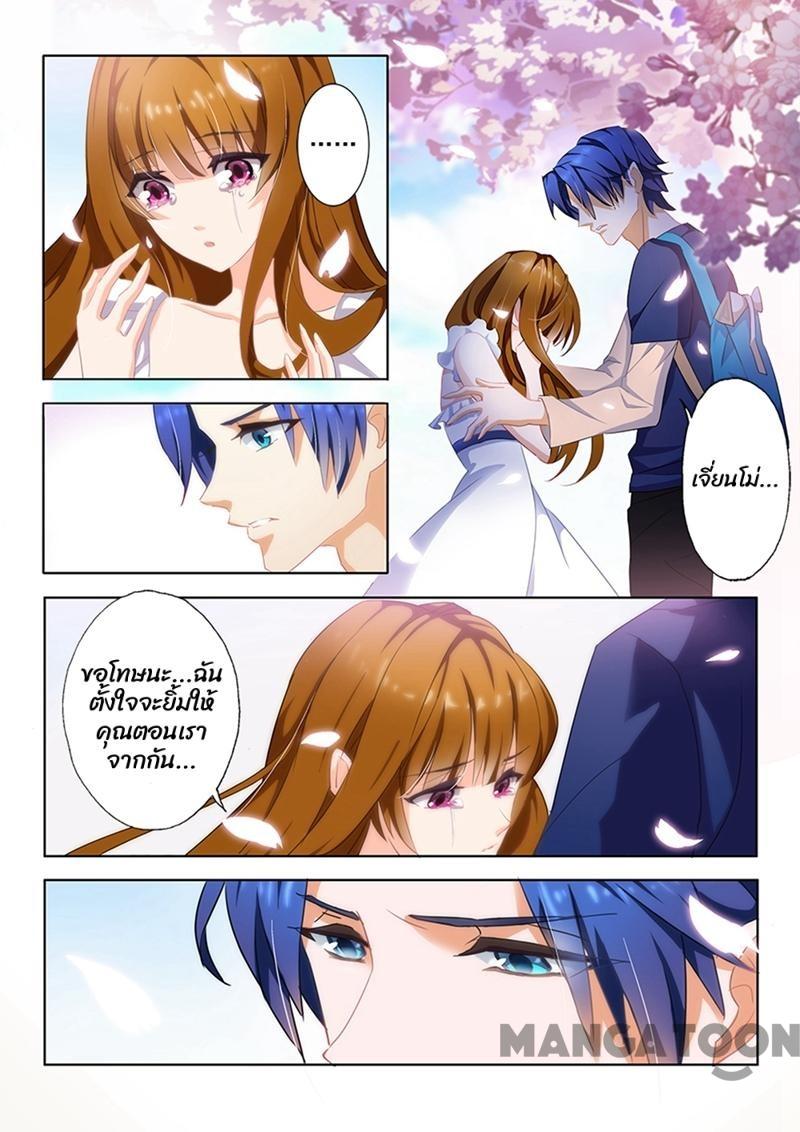 ......
เจี่ยนโม่...
ขอโทษนะ...ฉัน
ตั้งใจจะยิ้มให้
คุณตอนเรา
จากกัน...
MANGATOON